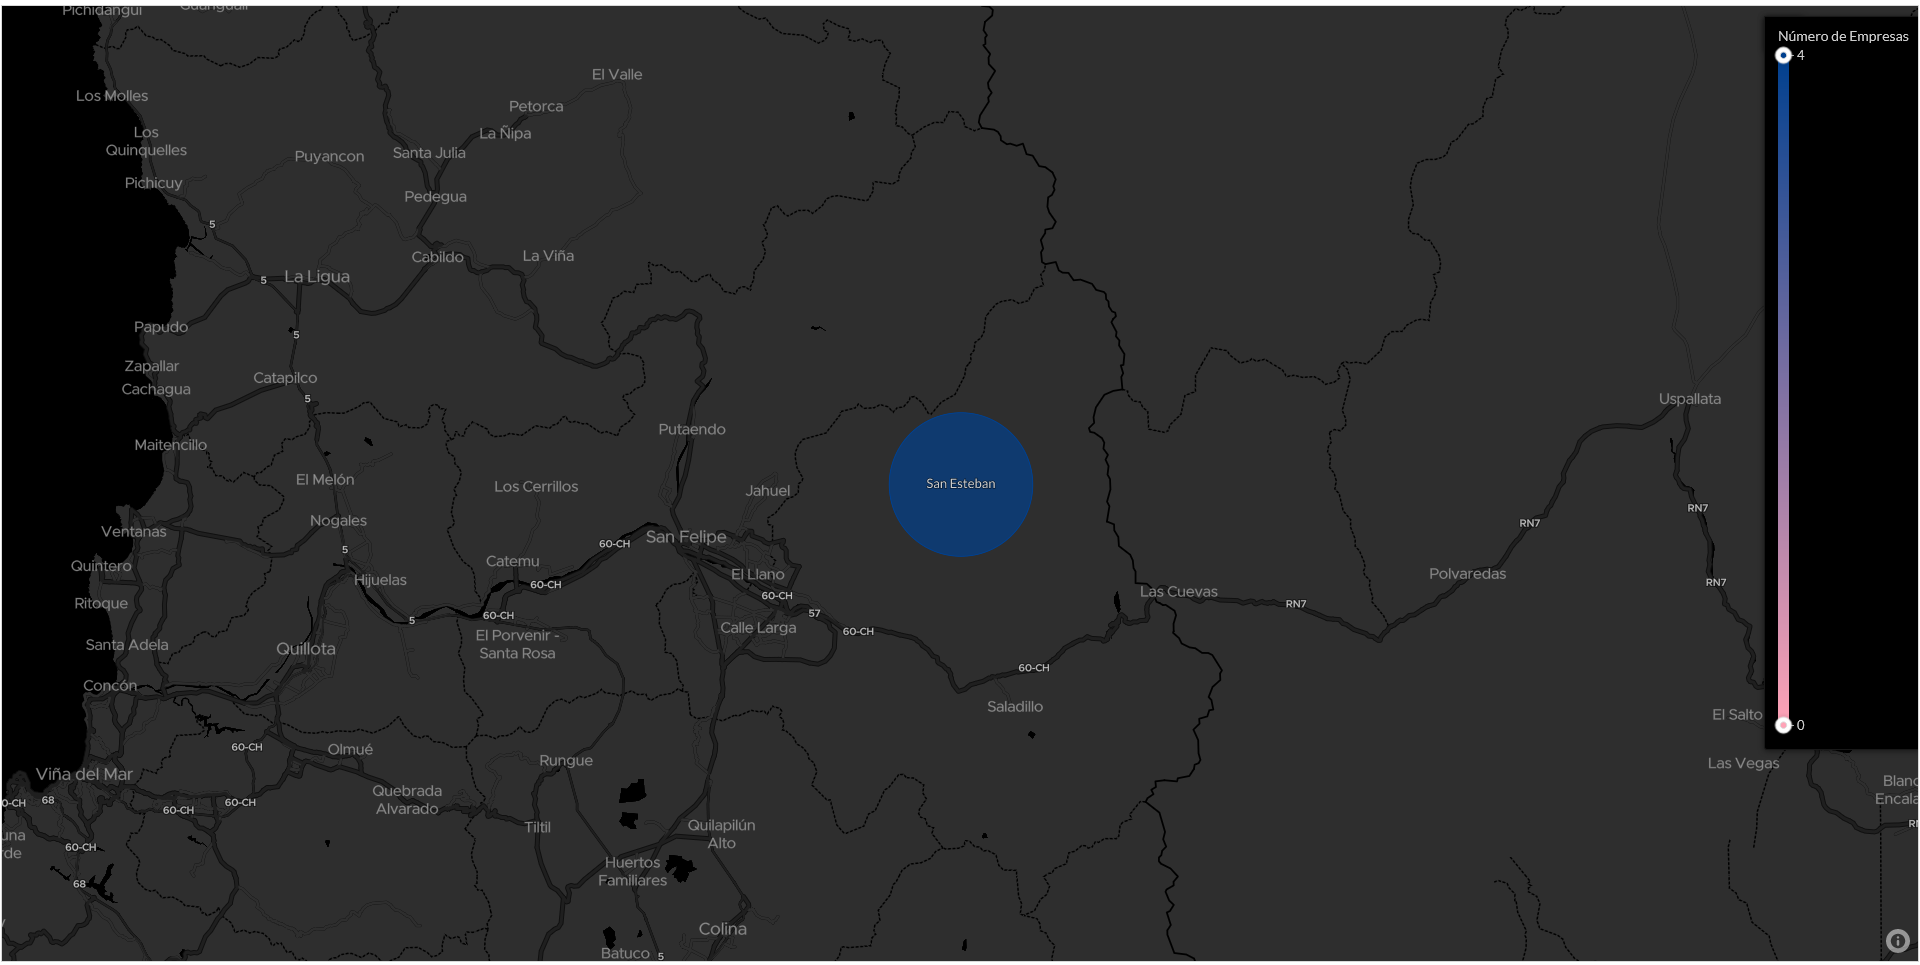 Pichidangui
Guangualí
Número de Empresas
4
El Valle
Los Molles
Petorca
Los
Quinquelles
La Ñipa
Puyancon
Santa Julia
Pichicuy
Pedegua
5
Cabildo
La Viña
La Ligua
5
Papudo
5
Zapallar
Catapilco
Cachagua
5
Uspallata
Putaendo
Maitencillo
El Melón
Los Cerrillos
Jahuel
San Esteban
Nogales
RN7
RN7
Ventanas
San Felipe
60-CH
5
Catemu
Quintero
El Llano
Polvaredas
Hijuelas
60-CH
RN7
Las Cuevas
60-CH
Ritoque
RN7
60-CH
57
5
Calle Larga
60-CH
El Porvenir -
Santa Rosa
Santa Adela
Quillota
60-CH
Concón
Saladillo
El Salto
0
60-CH
Olmué
Rungue
Las Vegas
Viña del Mar
Blanc
Encala
Quebrada
Alvarado
0-CH
68
60-CH
60-CH
Tiltil
Quilapilún
Alto
RN
una
rde
60-CH
Huertos
Familiares
68
Colina
Batuco
5